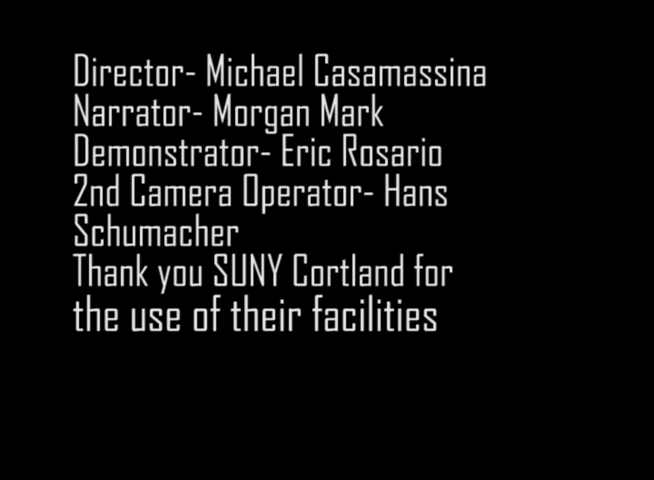 Director- Michael Casamassina
Narrator- Morgan Mark
Demonstrator- Eric Rosario
2nd Camera Operator- Hans
Schumacher
Thank you SUNY Cortland for
the use of their facilities